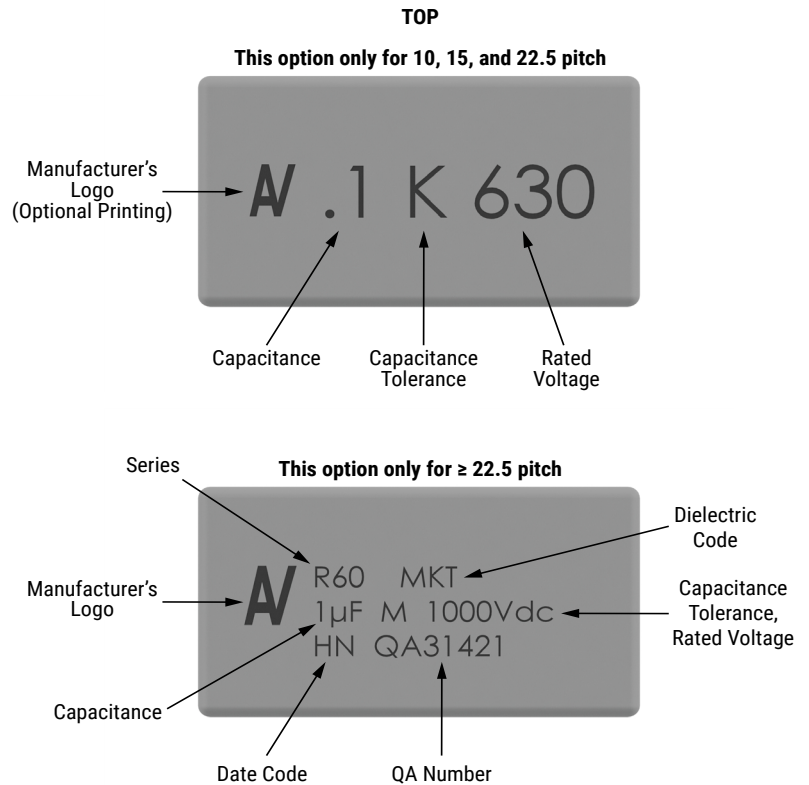 TOP
This option only for 10, 15, and 22.5 pitch
Manufacturer's
Logo
(Optional Printing)
.1 K 630
Capacitance
Capacitance
Tolerance
Rated
Voltage
Series
This option only for ≥ 22.5 pitch
Dielectric
Code
R60 MKT
Manufacturer's
Logo
1µF M 1000Vdc
Capacitance
Tolerance,
Rated Voltage
HN QA31421
Capacitance
Date Code
QA Number